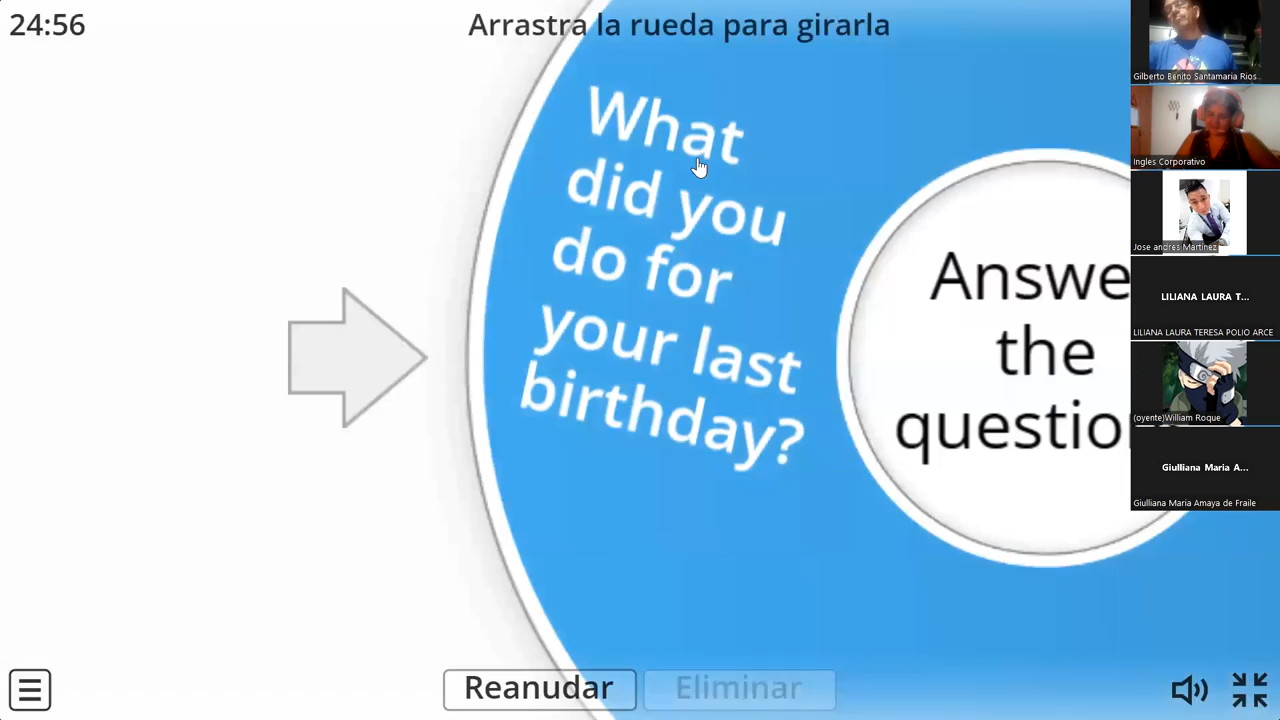 24:56
Arrastra la rueda para girarla
What
did you
do for
your last
birthday?
Answe
the
question
Reanudar
Eliminar
Gilberto Benito Santamaria Rios
Ingles Corporativo
Jose andres Martinez
LILIANA LAURA T...
LILIANA LAURA TERESA POLIO ARCE
(oyente)William Roque
Giulliana Maria A...
Giulliana Maria Amaya de Fraile